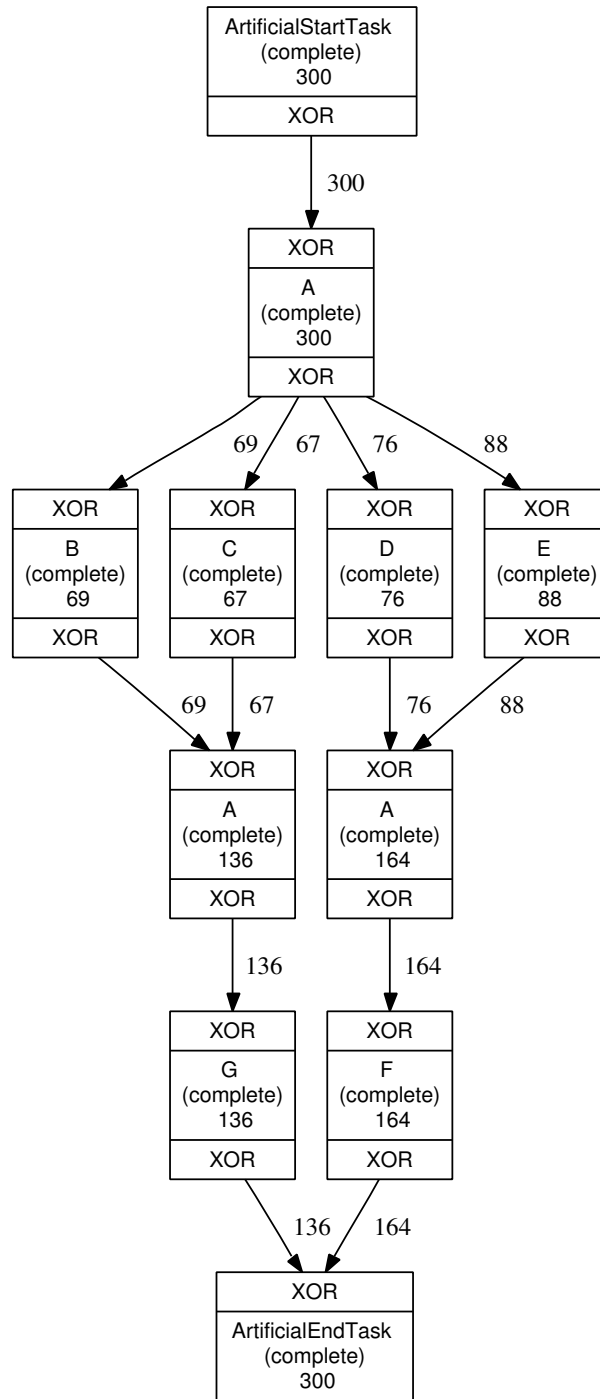 ArtificialStartTask
(complete)
300
XOR
300
XOR
A
(complete)
300
XOR
69
67
76
88
XOR
B
(complete)
69
XOR
XOR
C
(complete)
67
XOR
XOR
D
(complete)
76
XOR
XOR
E
(complete)
88
XOR
69
67
76
88
XOR
A
(complete)
136
XOR
XOR
A
(complete)
164
XOR
136
164
XOR
G
(complete)
136
XOR
XOR
F
(complete)
164
XOR
136
164
XOR
ArtificialEndTask
(complete)
300